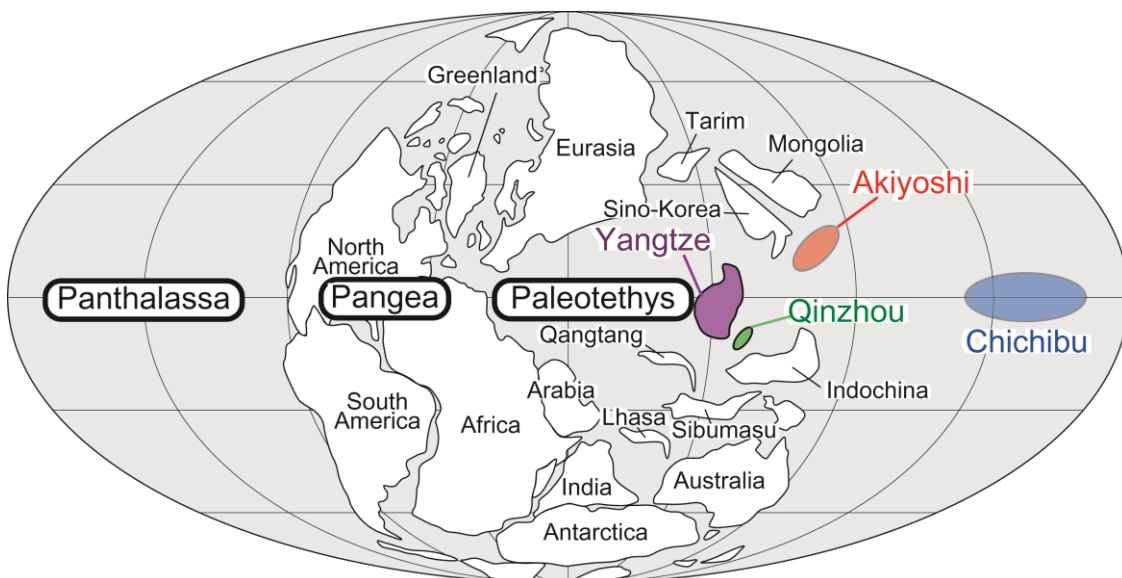 Greenland
Tarim
Eurasia
Mongolia
Akiyoshi
Sino-Korea
Yangtze
North
America
Panthalassa
Pangea
Paleotethys
Qinzhou
Qangtang
Chichibu
Arabia
Indochina
South
America
Africa
Lhasa
Sibumasu
India
Australia
Antarctica